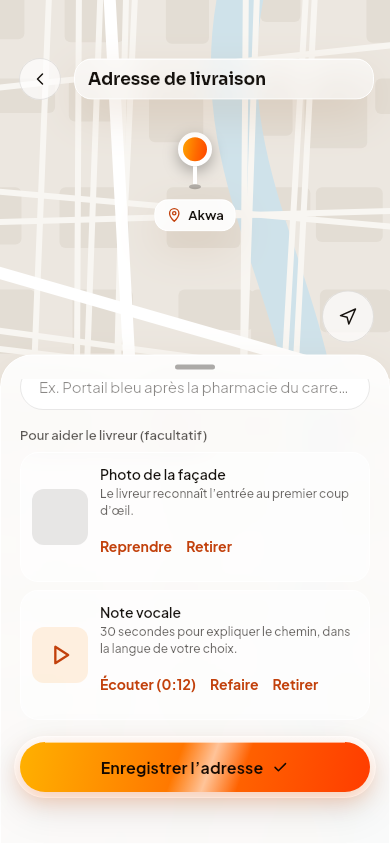 Adresse de livraison
Akwa
Ex. Portail bleu après la pharmacie du carre...
Pour aider le livreur (facultatif)
Photo de la façade
Le livreur reconnaît l'entrée au premier coup
d'œil.
Reprendre Retirer
Note vocale
30 secondes pour expliquer le chemin, dans
la langue de votre choix.
Écouter (0:12) Refaire Retirer
Enregistrer l'adresse